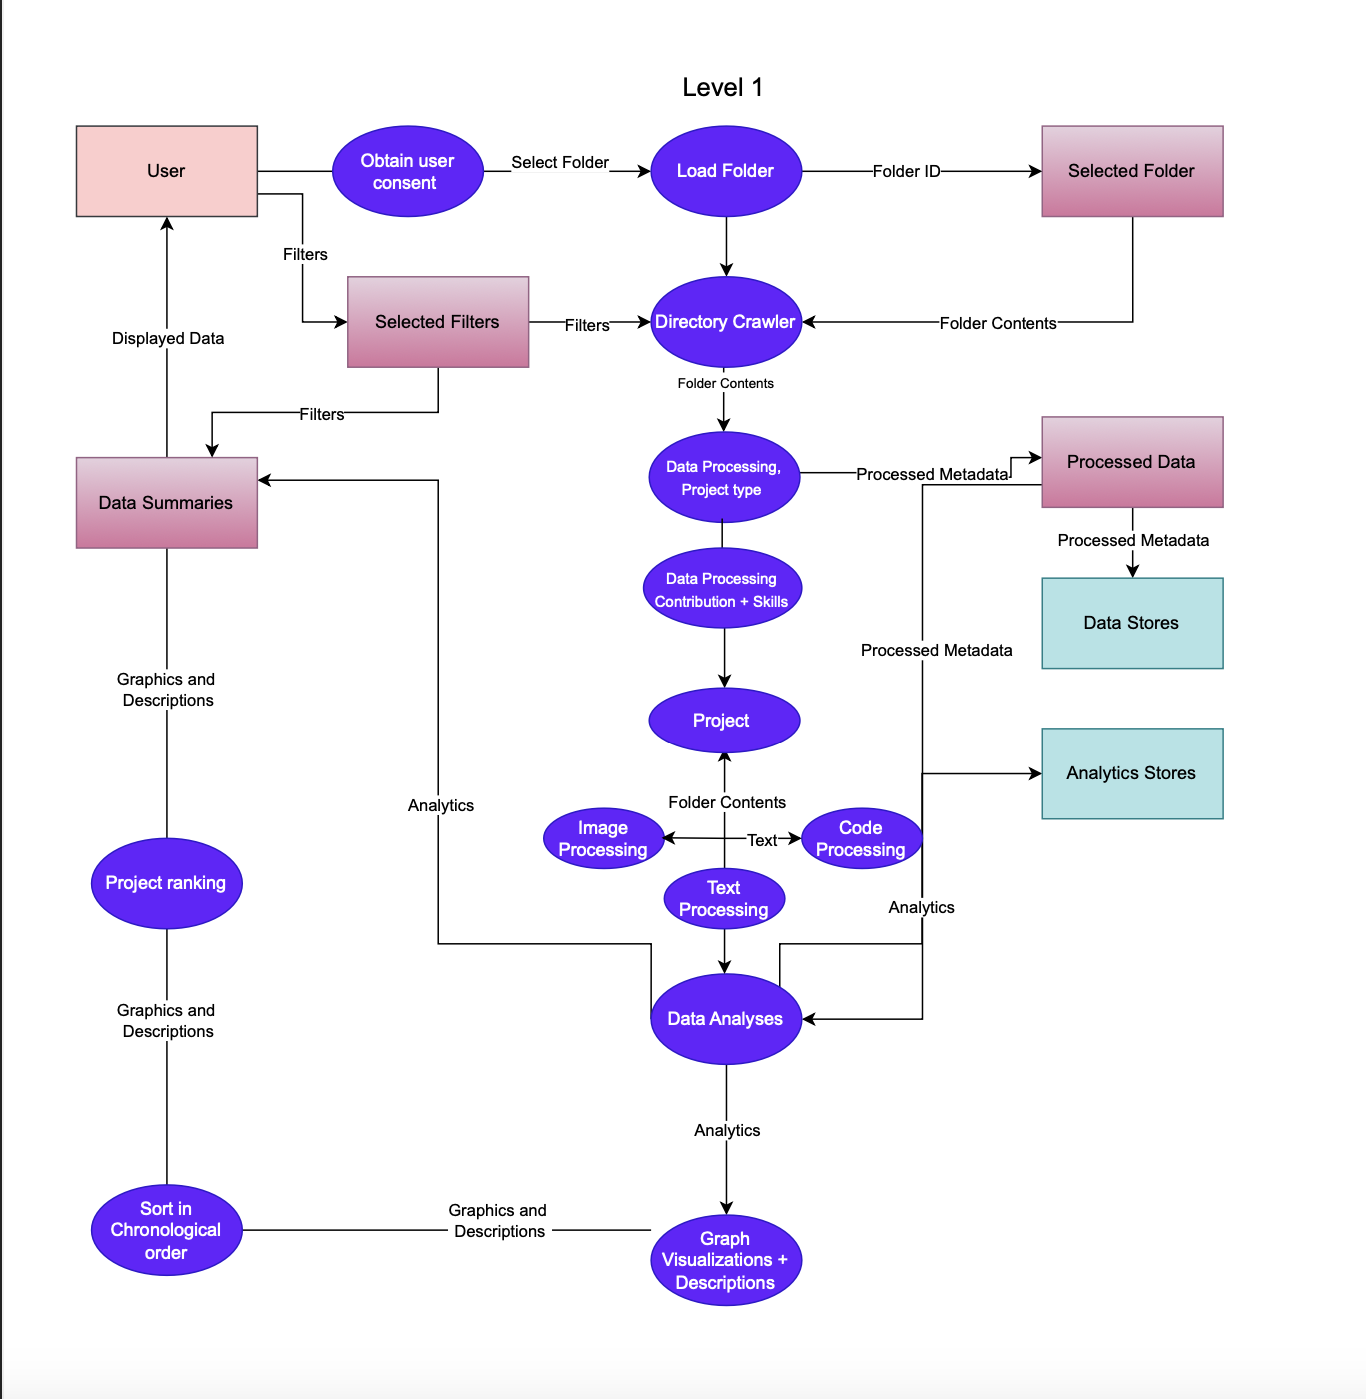 Level 1
User
Obtain user
consent
Select Folder
Load Folder
Folder ID
Selected Folder
Filters
Selected Filters
Filters
Directory Crawler
Folder Contents
Displayed Data
Folder Contents
Filters
Data Summaries
Data Processing,
Project type
Processed Metadata
Processed Data
Processed Metadata
Data Processing
Contribution + Skills
Data Stores
Processed Metadata
Graphics and
Descriptions
Project
Analytics Stores
Analytics
Folder Contents
Image
Processing
Text
Code
Processing
Project ranking
Text
Processing
Analytics
Graphics and
Descriptions
Data Analyses
Analytics
Sort in
Chronological
order
Graphics and
Descriptions
Graph
Visualizations +
Descriptions